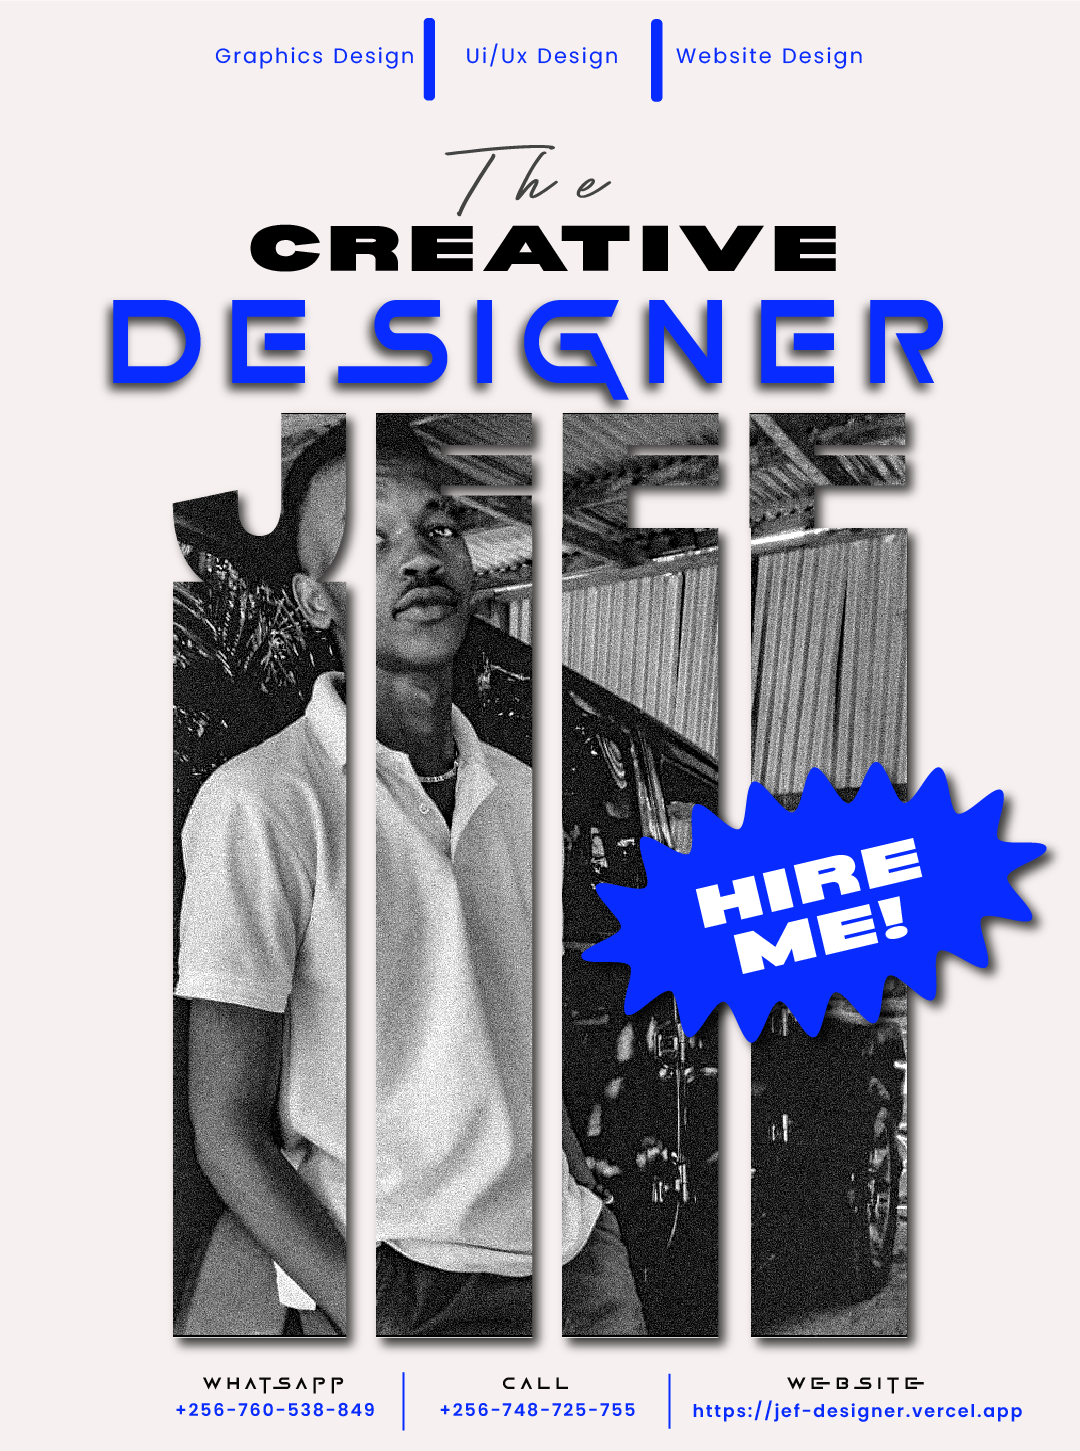 Graphics Design
Ui/Ux Design
Website Design
The
CREATIVE
DESIGNER
JEFF
HIRE
ME!
WHATSAPP
+256-760-538-849
CALL
+256-748-725-755
WEBSITE
https://jef-designer.vercel.app